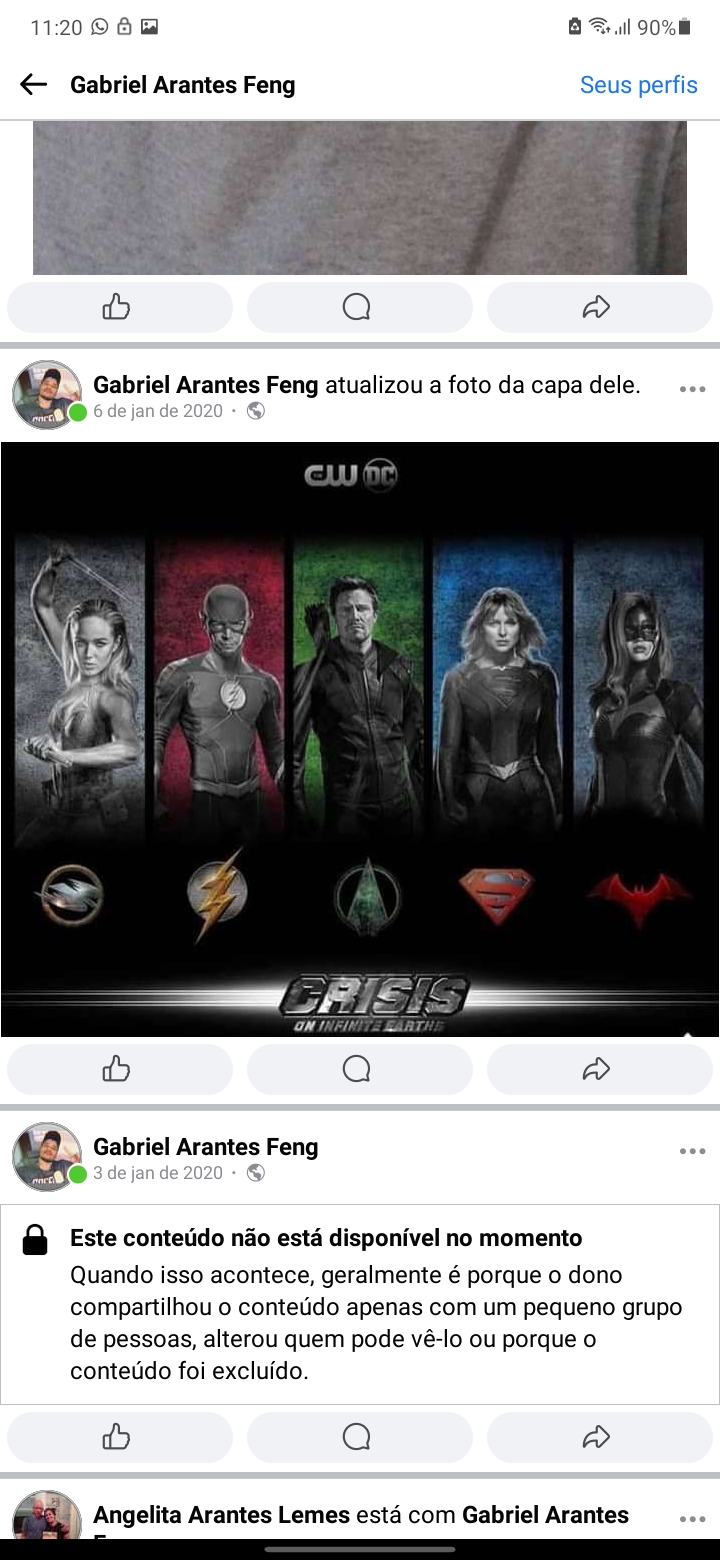 11:20
90%
Gabriel Arantes Feng
Seus perfis
Gabriel Arantes Feng atualizou a foto da capa dele.
6 de jan de 2020 ·
CW DC
CRISIS
ON INFINITE EARTHS
Gabriel Arantes Feng
3 de jan de 2020 ·
Este conteúdo não está disponível no momento
Quando isso acontece, geralmente é porque o dono
compartilhou o conteúdo apenas com um pequeno grupo
de pessoas, alterou quem pode vê-lo ou porque o
conteúdo foi excluído.
Angelita Arantes Lemes está com Gabriel Arantes